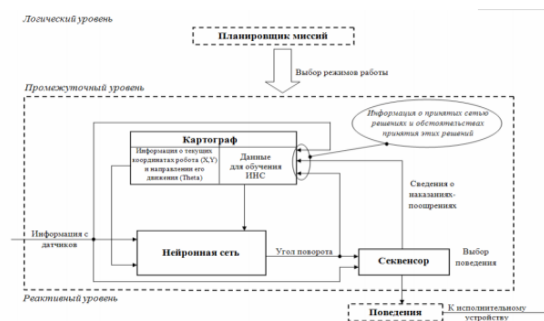 Логический уровень
Планировщик миссий
Выбор режимов работы
Промежуточный уровень
Информация о принятых сетью
решениях и обстоятельствах
принятия этих решений
Картограф
Информация о текущих
координатах робота (X,Y)
и направлении его
движения (Theta)
Данные
для обучения
ИНС
Сведения о
наказаниях-
поощрениях
Информация с
датчиков
Нейронная сеть
Угол поворота
Секвенсор
Выбор
поведения
Реактивный уровень
Поведения
К исполнительному
устройству